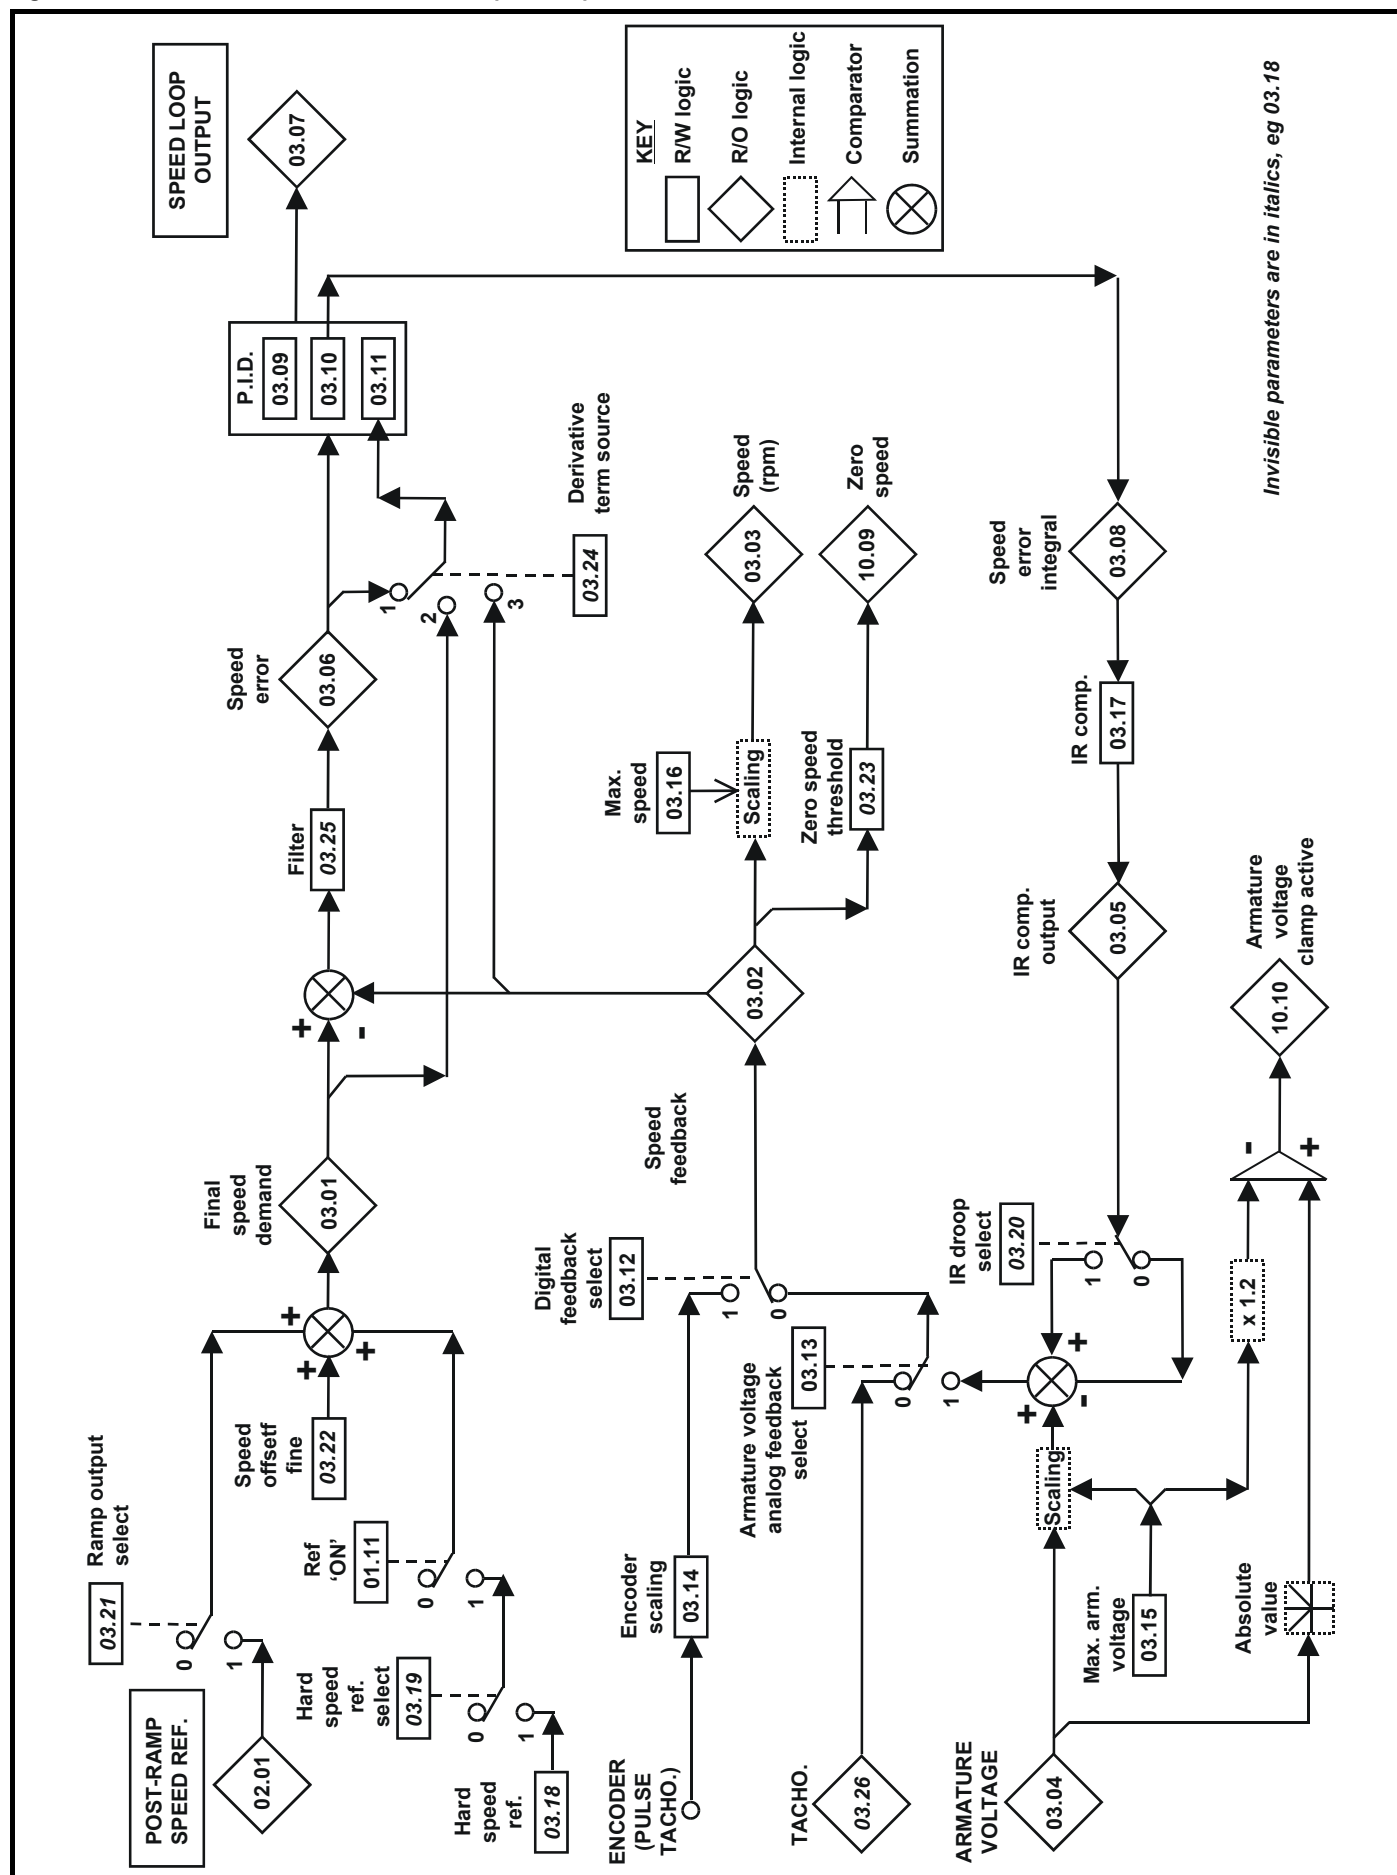 POST-RAMP
SPEED REF.
02.01
03.21
Ramp output
select
0
1
Hard
speed
ref.
03.18
Hard
speed
ref.
select
03.19
0
1
Ref
‘ON’
01.11
0
1
Speed
offsetf
fine
03.22
+
+
+
Final
speed
demand
03.01
+
-
Filter
03.25
Speed
error
03.06
1
2
3
Derivative
term source
03.24
P.I.D.
03.09
03.10
03.11
SPEED LOOP
OUTPUT
03.07
ENCODER
(PULSE
TACHO.)
Encoder
scaling
03.14
Digital
feedback
select
03.12
1
0
TACHO.
03.26
Armature voltage
analog feedback
select
03.13
0
1
Speed
feedback
03.02
Max.
speed
03.16
Scaling
Speed
(rpm)
03.03
Zero speed
threshold
03.23
Zero
speed
10.09
ARMATURE
VOLTAGE
03.04
Max. arm.
voltage
03.15
Scaling
+
-
+
IR droop
select
03.20
1
0
IR comp.
output
03.05
IR comp.
03.17
Speed
error
integral
03.08
x 1.2
Absolute
value
-
+
Armature
voltage
clamp active
10.10
KEY
R/W logic
R/O logic
Internal logic
Comparator
Summation
Invisible parameters are in italics, eg 03.18